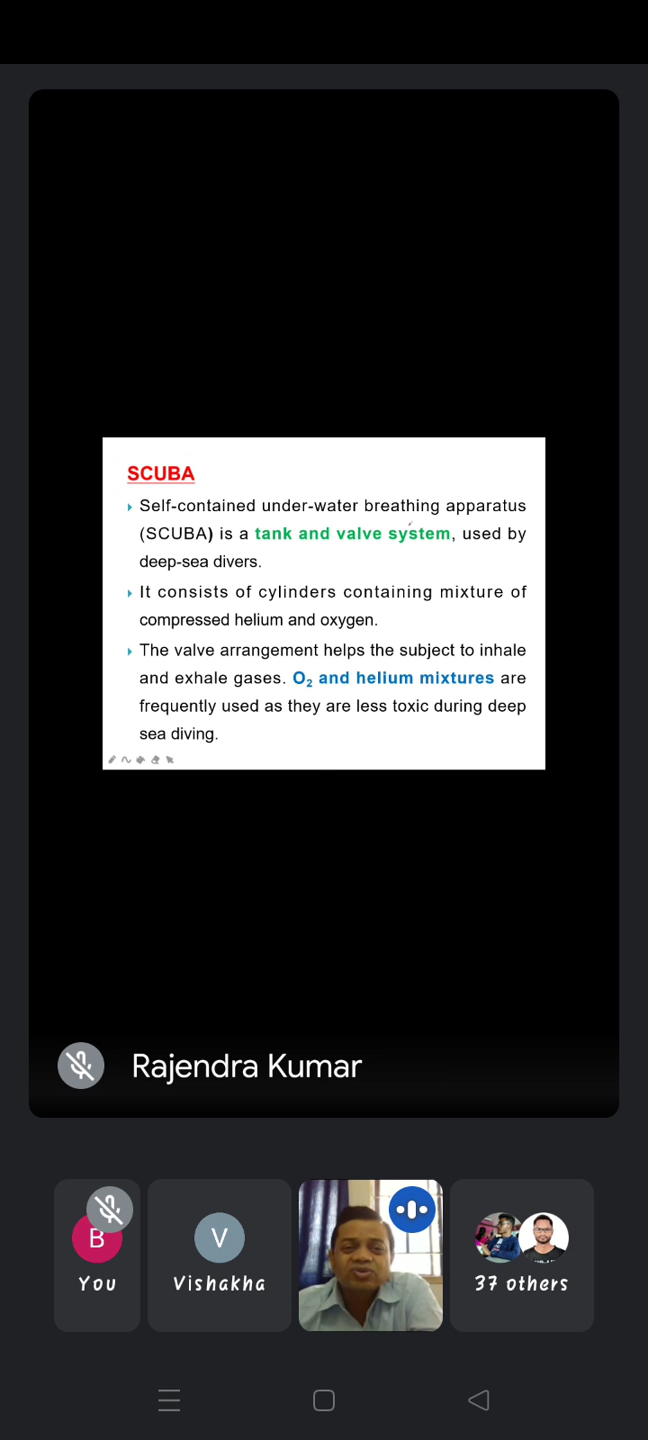 SCUBA
Self-contained under-water breathing apparatus
(SCUBA) is a tank and valve system, used by
deep-sea divers.
It consists of cylinders containing mixture of
compressed helium and oxygen.
The valve arrangement helps the subject to inhale
and exhale gases. O₂ and helium mixtures are
frequently used as they are less toxic during deep
sea diving.
Rajendra Kumar
B
V
You
Vishakha
37 others